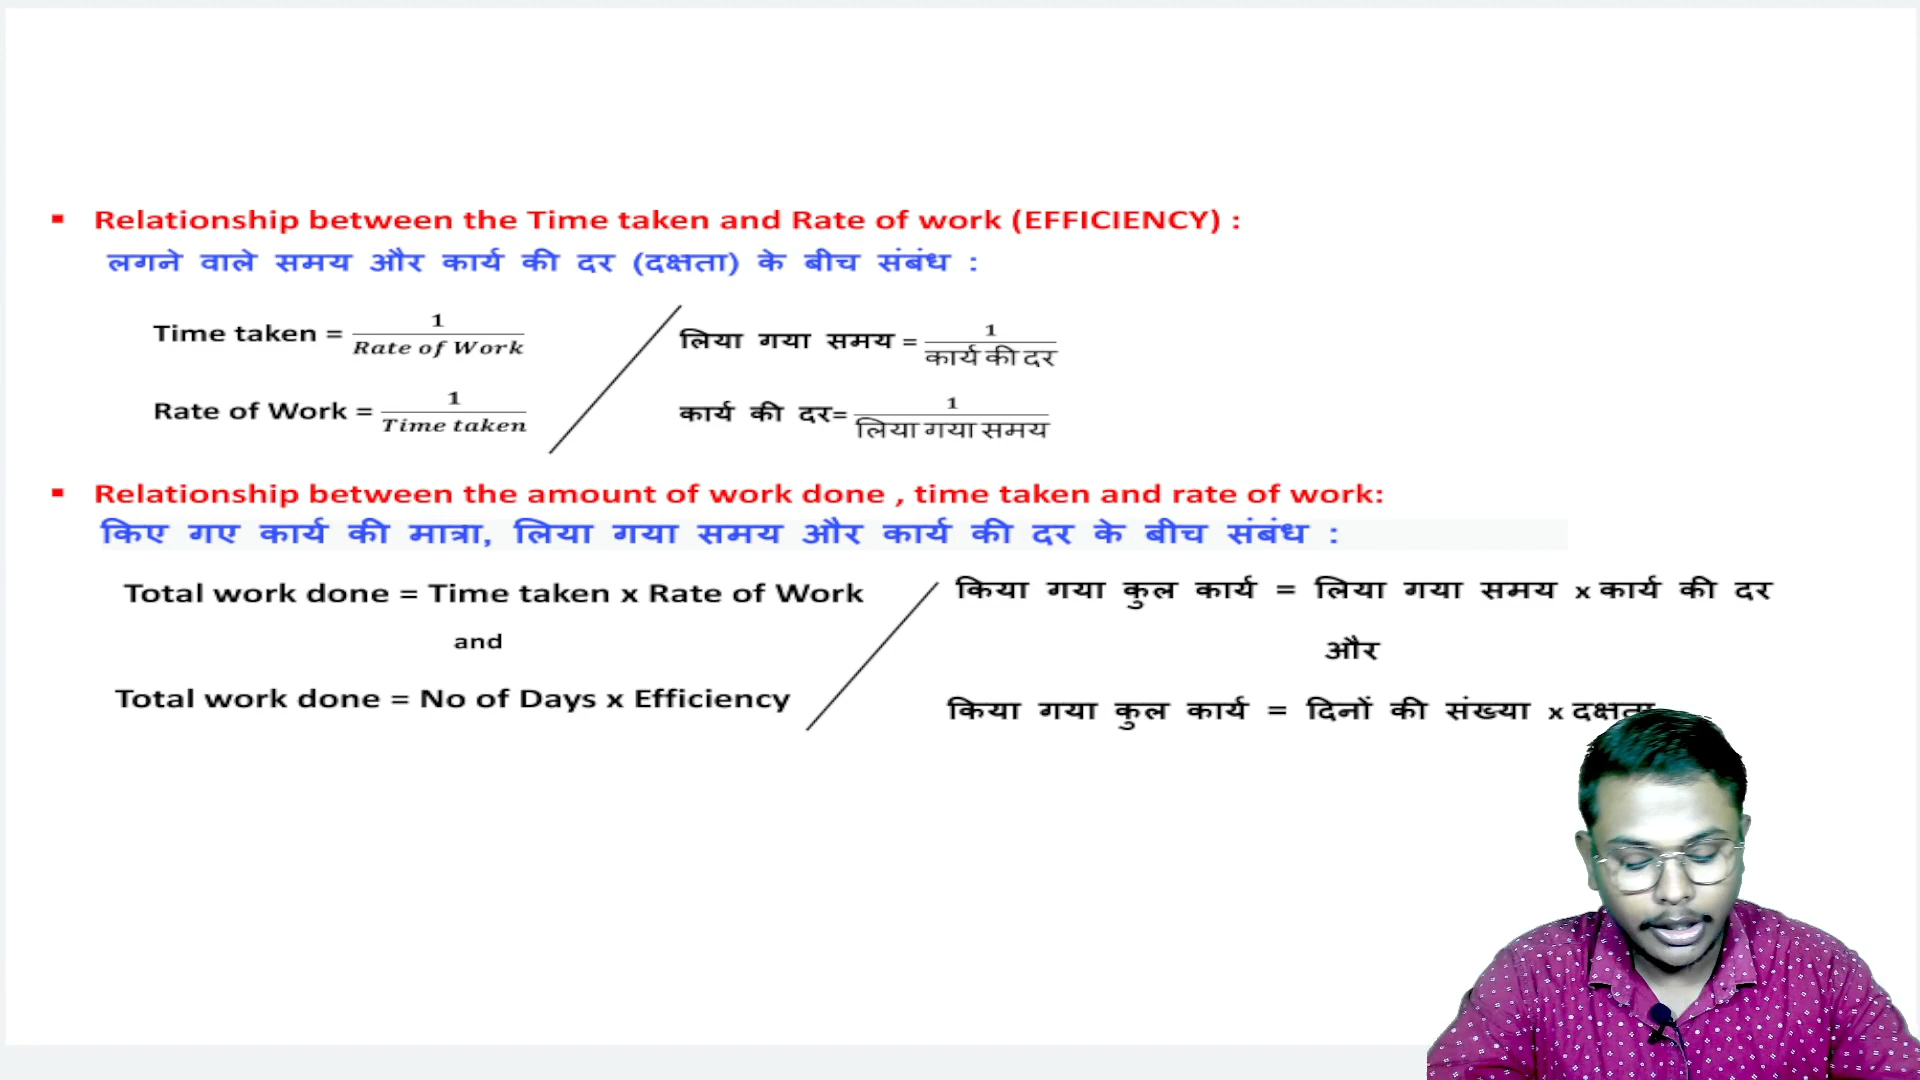 ▪ Relationship between the Time taken and Rate of work (EFFICIENCY) :
लगने वाले समय और कार्य की दर (दक्षता) के बीच संबंध :
Time taken = 1 / Rate of Work
Rate of Work = 1 / Time taken
लिया गया समय = 1 / कार्य की दर
कार्य की दर= 1 / लिया गया समय
▪ Relationship between the amount of work done , time taken and rate of work:
किए गए कार्य की मात्रा, लिया गया समय और कार्य की दर के बीच संबंध :
Total work done = Time taken x Rate of Work
and
Total work done = No of Days x Efficiency
किया गया कुल कार्य = लिया गया समय x कार्य की दर
और
किया गया कुल कार्य = दिनों की संख्या x दक्षता